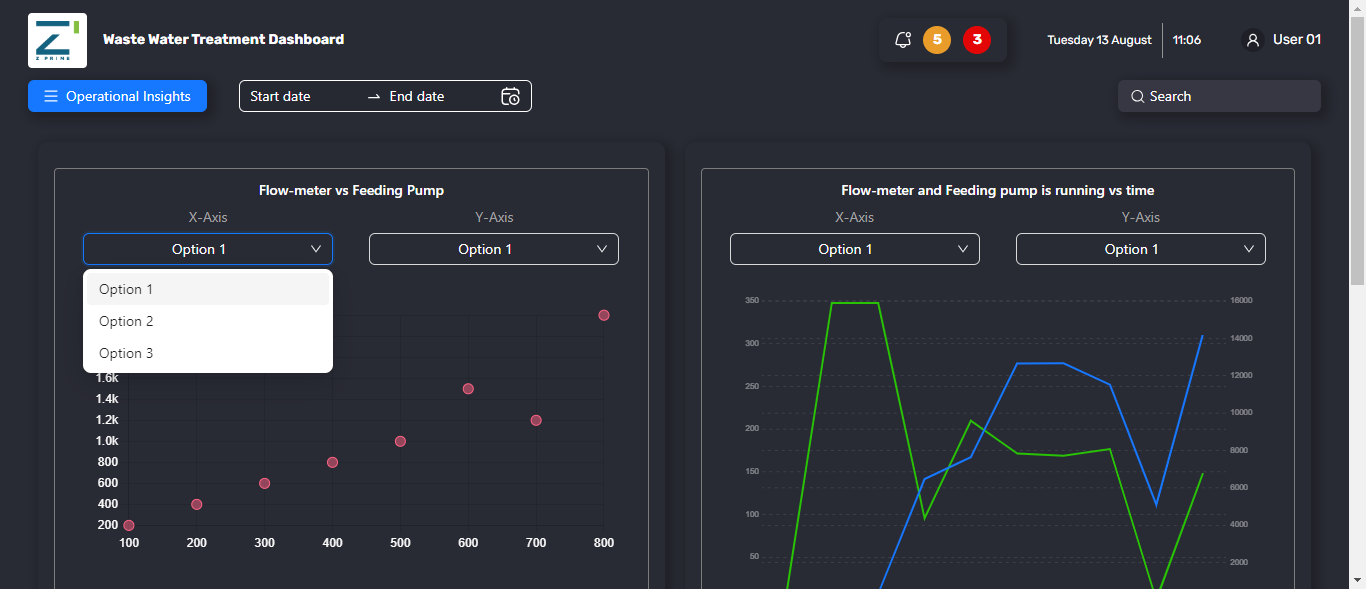 Z PRIME
Waste Water Treatment Dashboard
5
3
Tuesday 13 August
11:06
User 01
Operational Insights
Start date
End date
Search
Flow-meter vs Feeding Pump
X-Axis
Y-Axis
Option 1
Option 1
Option 1
Option 2
Option 3
1.6k
1.4k
1.2k
1.0k
800
600
400
200
100 200 300 400 500 600 700 800
Flow-meter and Feeding pump is running vs time
X-Axis
Y-Axis
Option 1
Option 1
350
300
250
200
150
100
50
16000
14000
12000
10000
8000
6000
4000
2000